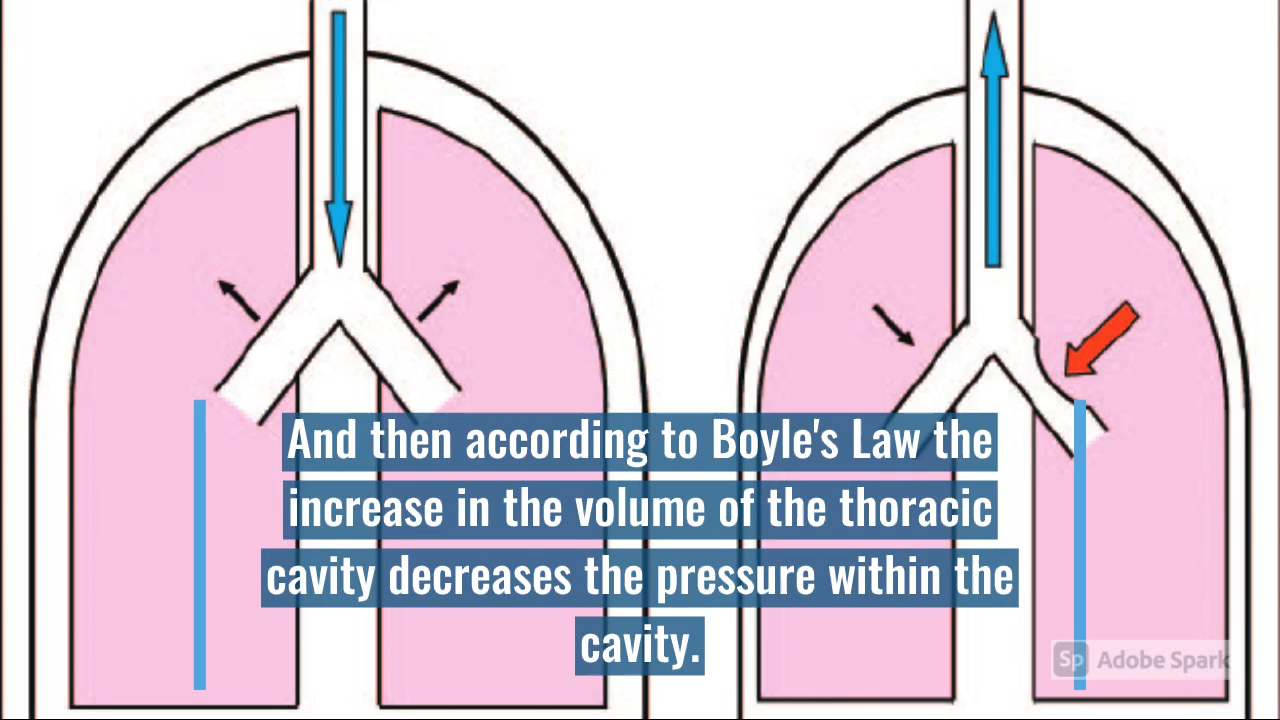 And then according to Boyle's Law the
increase in the volume of the thoracic
cavity decreases the pressure within the
cavity.
Sp Adobe Spark